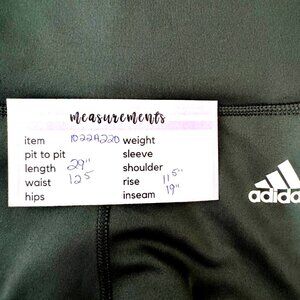 measurements
item 1022A220 weight
pit to pit sleeve
length 29" shoulder
waist 12.5 rise 11.5"
hips inseam 19"
adidas